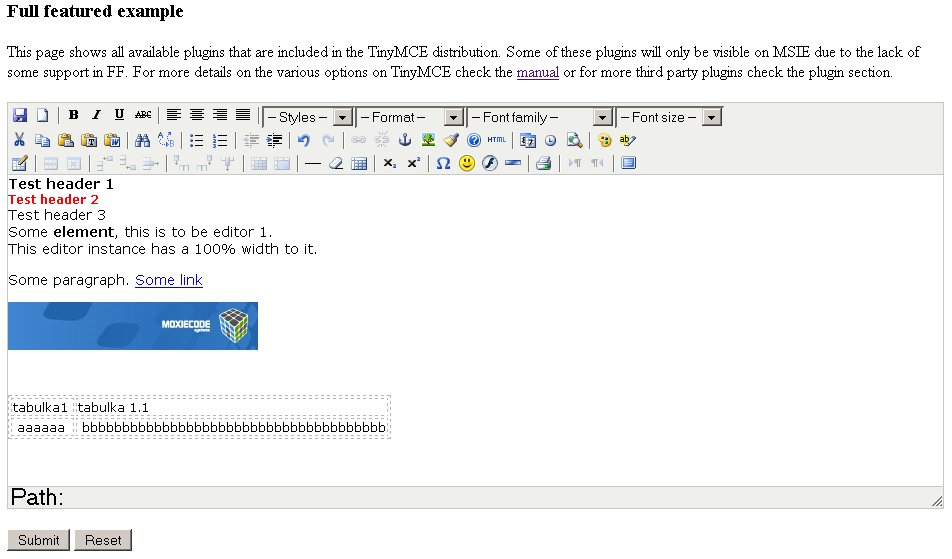 Full featured example
This page shows all available plugins that are included in the TinyMCE distribution. Some of these plugins will only be visible on MSIE due to the lack of
some support in FF. For more details on the various options on TinyMCE check the manual or for more third party plugins check the plugin section.
B I U ABC – Styles – – Format – – Font family – – Font size –
HTML
Test header 1
Test header 2
Test header 3
Some element, this is to be editor 1.
This editor instance has a 100% width to it.
Some paragraph. Some link
MOXIECODE
systems
tabulka1 tabulka 1.1
aaaaaa bbbbbbbbbbbbbbbbbbbbbbbbbbbbbbbbbbbbbb
Path:
Submit Reset